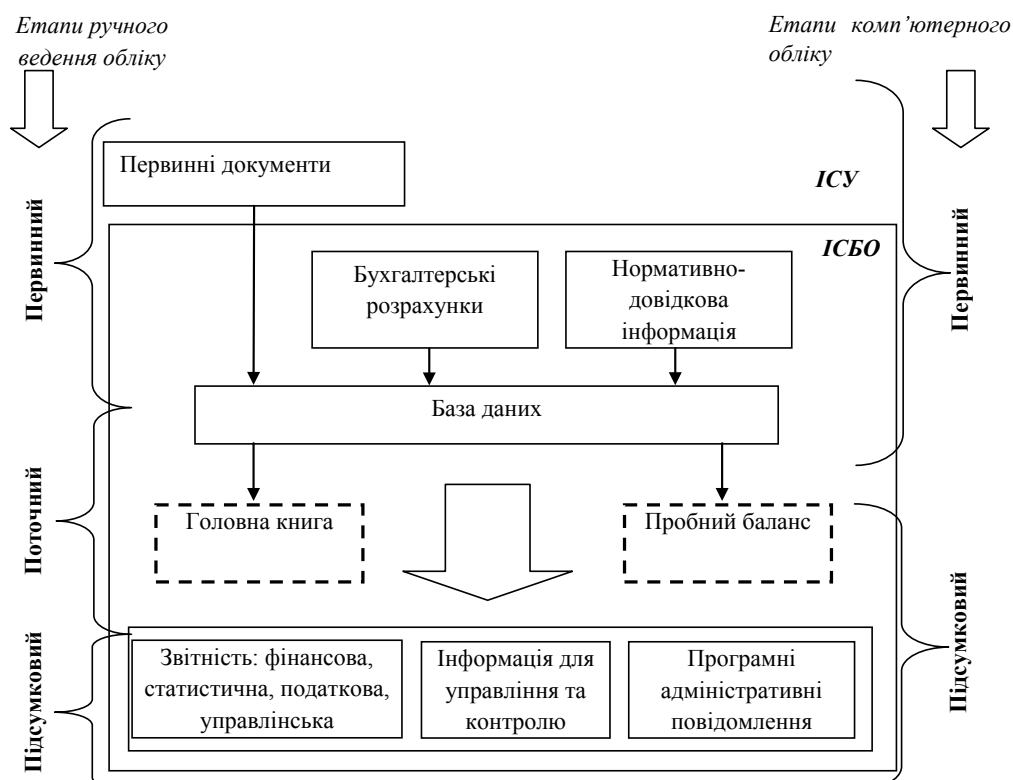 Етапи ручного
ведення обліку
Етапи комп’ютерного
обліку
Первинні документи
ІСУ
ІСБО
Первинний
Первинний
Бухгалтерські
розрахунки
Нормативно-
довідкова
інформація
База даних
Поточний
Головна книга
Пробний баланс
Підсумковий
Підсумковий
Звітність: фінансова,
статистична, податкова,
управлінська
Інформація для
управління та
контролю
Програмні
адміністративні
повідомлення